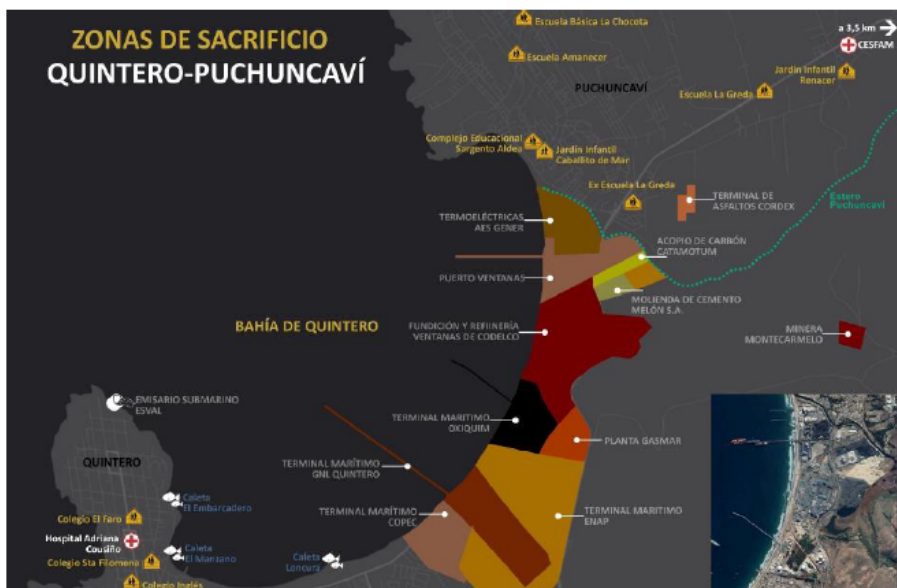 ZONAS DE SACRIFICIO
QUINTERO-PUCHUNCAVÍ
Escuela Básica La Chocota
Escuela Amanecer
PUCHUNCAVÍ
a 3,5 km
CESFAM
Jardín Infantil
Renacer
Escuela La Greda
Complejo Educacional
Sargento Aldea
Jardín Infantil
Caballito de Mar
Ex Escuela La Greda
TERMINAL DE
ASFALTOS CORDEX
Estero
Puchuncaví
TERMOELÉCTRICAS
AES GENER
ACOPIO DE CARBÓN
CATAMOTUM
PUERTO VENTANAS
MOLIENDA DE CEMENTO
MELÓN S.A.
BAHÍA DE QUINTERO
FUNDICIÓN Y REFIINERÍA
VENTANAS DE CODELCO
MINERA
MONTECARMELO
EMISARIO SUBMARINO
ESVAL
TERMINAL MARITIMO
OXIQUIM
PLANTA GASMAR
QUINTERO
TERMINAL MARÍTIMO
GNL QUINTERO
Caleta
El Embarcadero
TERMINAL MARÍTIMO
COPEC
TERMINAL MARITIMO
ENAP
Colegio El Faro
Hospital Adriana
Cousiño
Colegio Sta Filomena
Caleta
El Manzano
Caleta
Loncura
Colegio Inglés